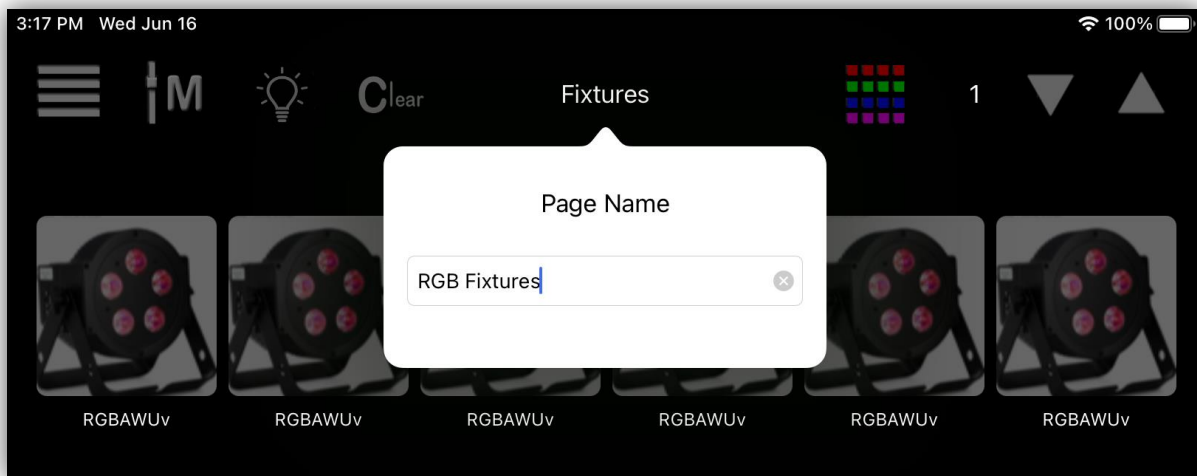 3:17 PM Wed Jun 16 100%
M Clear Fixtures 1
Page Name
RGB Fixtures
RGBAWUv RGBAWUv RGBAWUv RGBAWUv RGBAWUv RGBAWUv